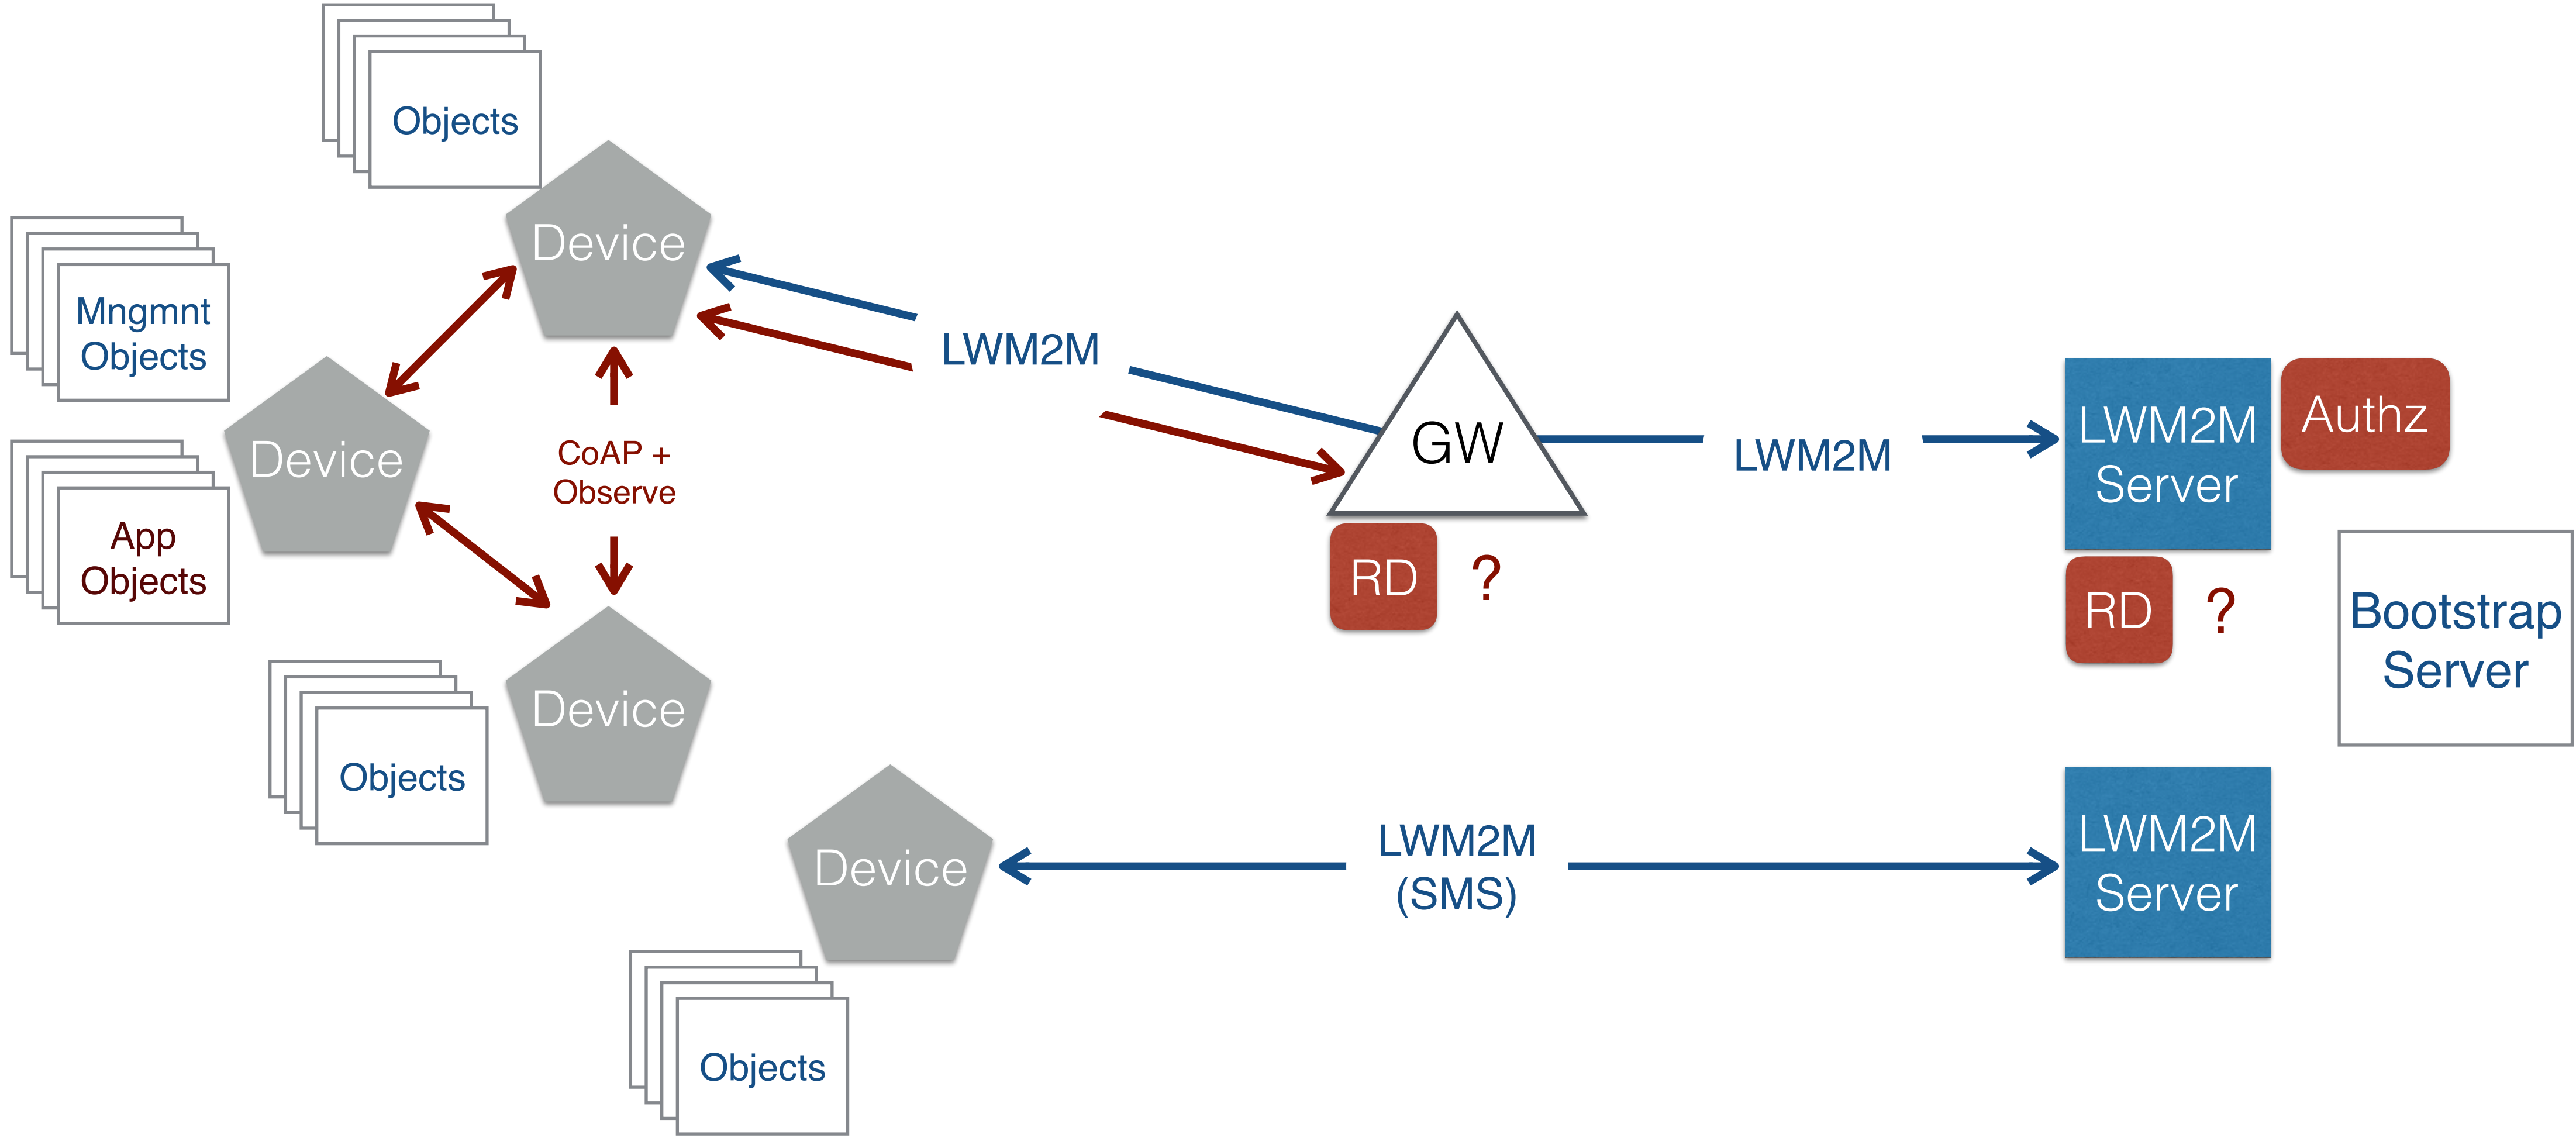 Objects
Device
Mngmnt
Objects
Device
App
Objects
CoAP +
Observe
Device
Objects
LWM2M
GW
RD
?
LWM2M
LWM2M
Server
Authz
RD
?
Bootstrap
Server
Device
Objects
LWM2M
(SMS)
LWM2M
Server